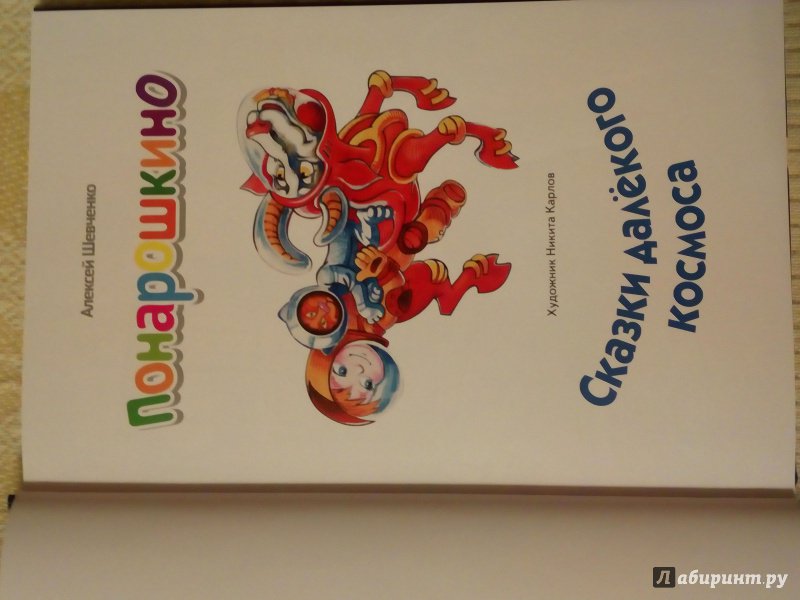 Алексей Шевченко
Понарошкино
Художник Никита Карлов
Сказки далёкого
космоса
Лабиринт.ру